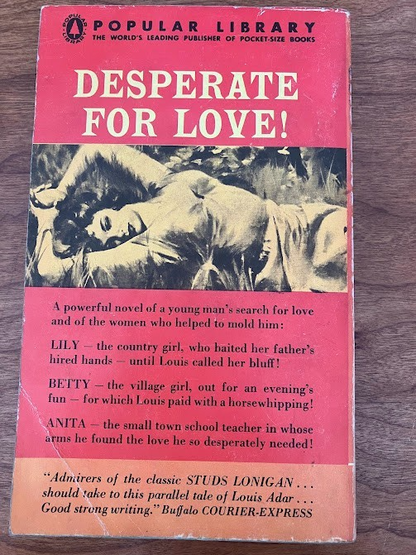 POPULAR LIBRARY
POPULAR LIBRARY
THE WORLD'S LEADING PUBLISHER OF POCKET-SIZE BOOKS
DESPERATE
FOR LOVE!
A powerful novel of a young man's search for love
and of the women who helped to mold him:
LILY — the country girl, who baited her father's
hired hands — until Louis called her bluff!
BETTY — the village girl, out for an evening's
fun — for which Louis paid with a horsewhipping!
ANITA — the small town school teacher in whose
arms he found the love he so desperately needed!
"Admirers of the classic STUDS LONIGAN . . .
should take to this parallel tale of Louis Adar . . .
Good strong writing." Buffalo COURIER-EXPRESS